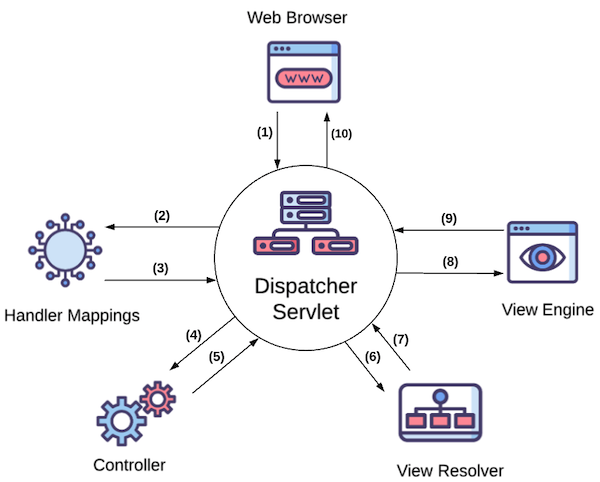 Web Browser
WWW
(1)
(10)
(2)
(9)
(3)
(8)
Dispatcher
Servlet
Handler Mappings
View Engine
(4)
(5)
(6)
(7)
Controller
View Resolver